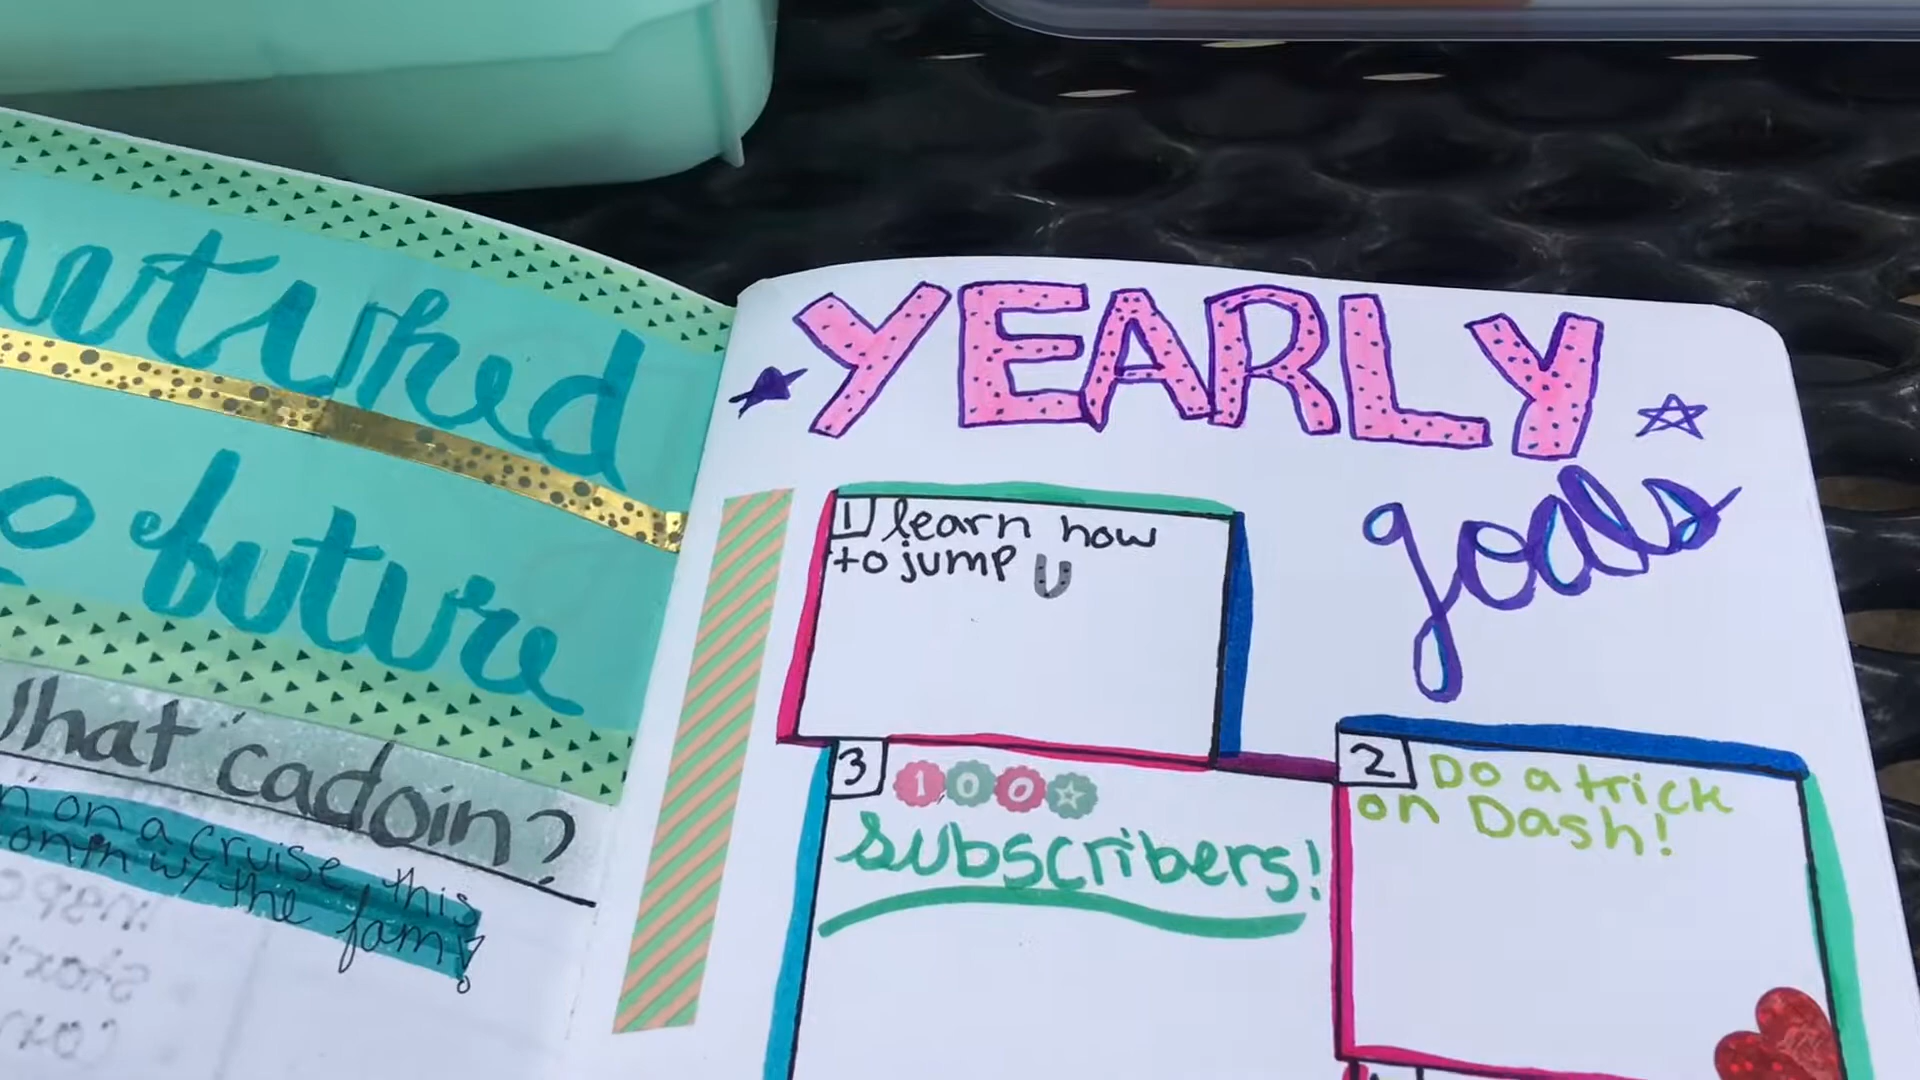 future
What cadoin?
on a cruise this
w/ the fam!
YEARLY
goals
1 learn how
to jump
2 Do a trick
on Dash!
3 100
subscribers!